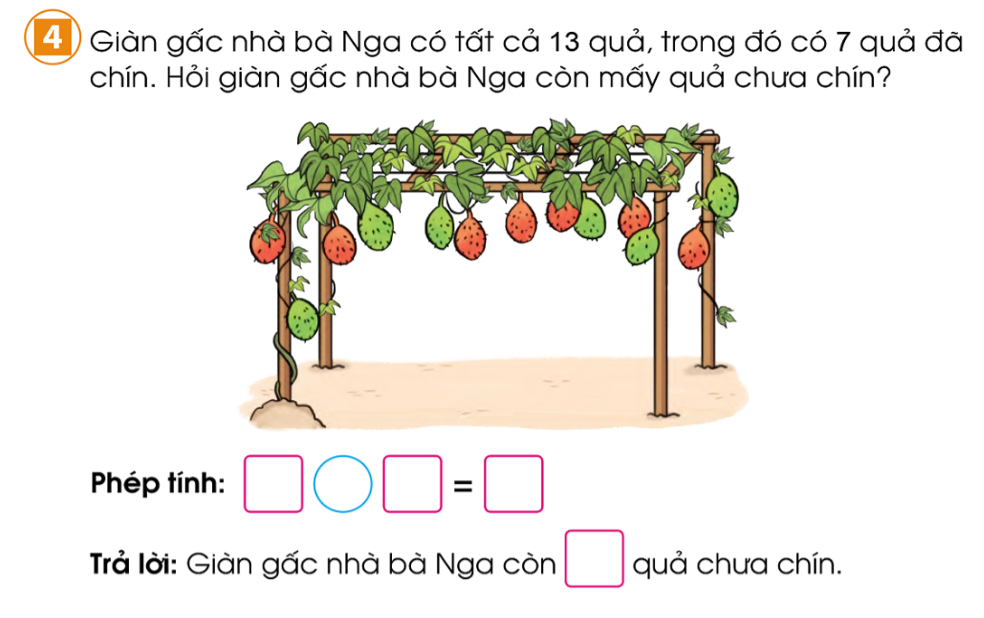 4 Giàn gấc nhà bà Nga có tất cả 13 quả, trong đó có 7 quả đã
chín. Hỏi giàn gấc nhà bà Nga còn mấy quả chưa chín?
Phép tính: =
Trả lời: Giàn gấc nhà bà Nga còn quả chưa chín.